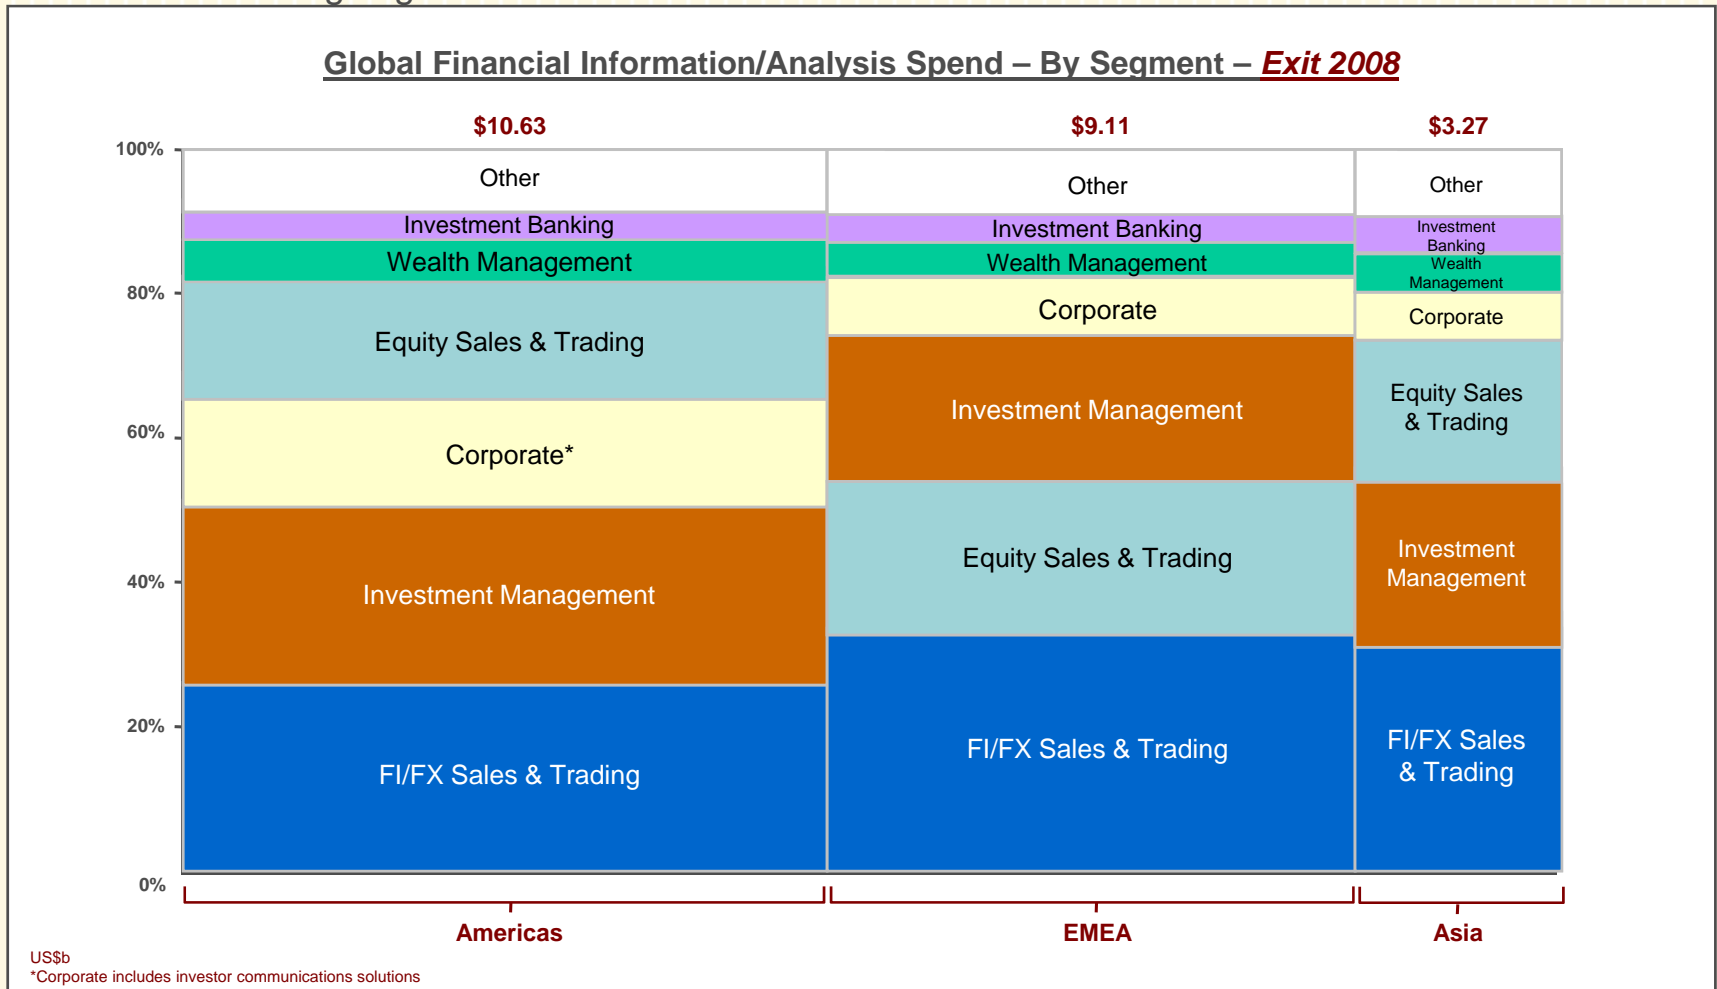 Global Financial Information/Analysis Spend – By Segment – Exit 2008
$10.63
$9.11
$3.27
100%
80%
60%
40%
20%
0%
Other
Investment Banking
Wealth Management
Equity Sales & Trading
Corporate*
Investment Management
FI/FX Sales & Trading
Other
Investment Banking
Wealth Management
Corporate
Investment Management
Equity Sales & Trading
FI/FX Sales & Trading
Other
Investment
Banking
Wealth
Management
Corporate
Equity Sales
& Trading
Investment
Management
FI/FX Sales
& Trading
Americas
EMEA
Asia
US$b
*Corporate includes investor communications solutions